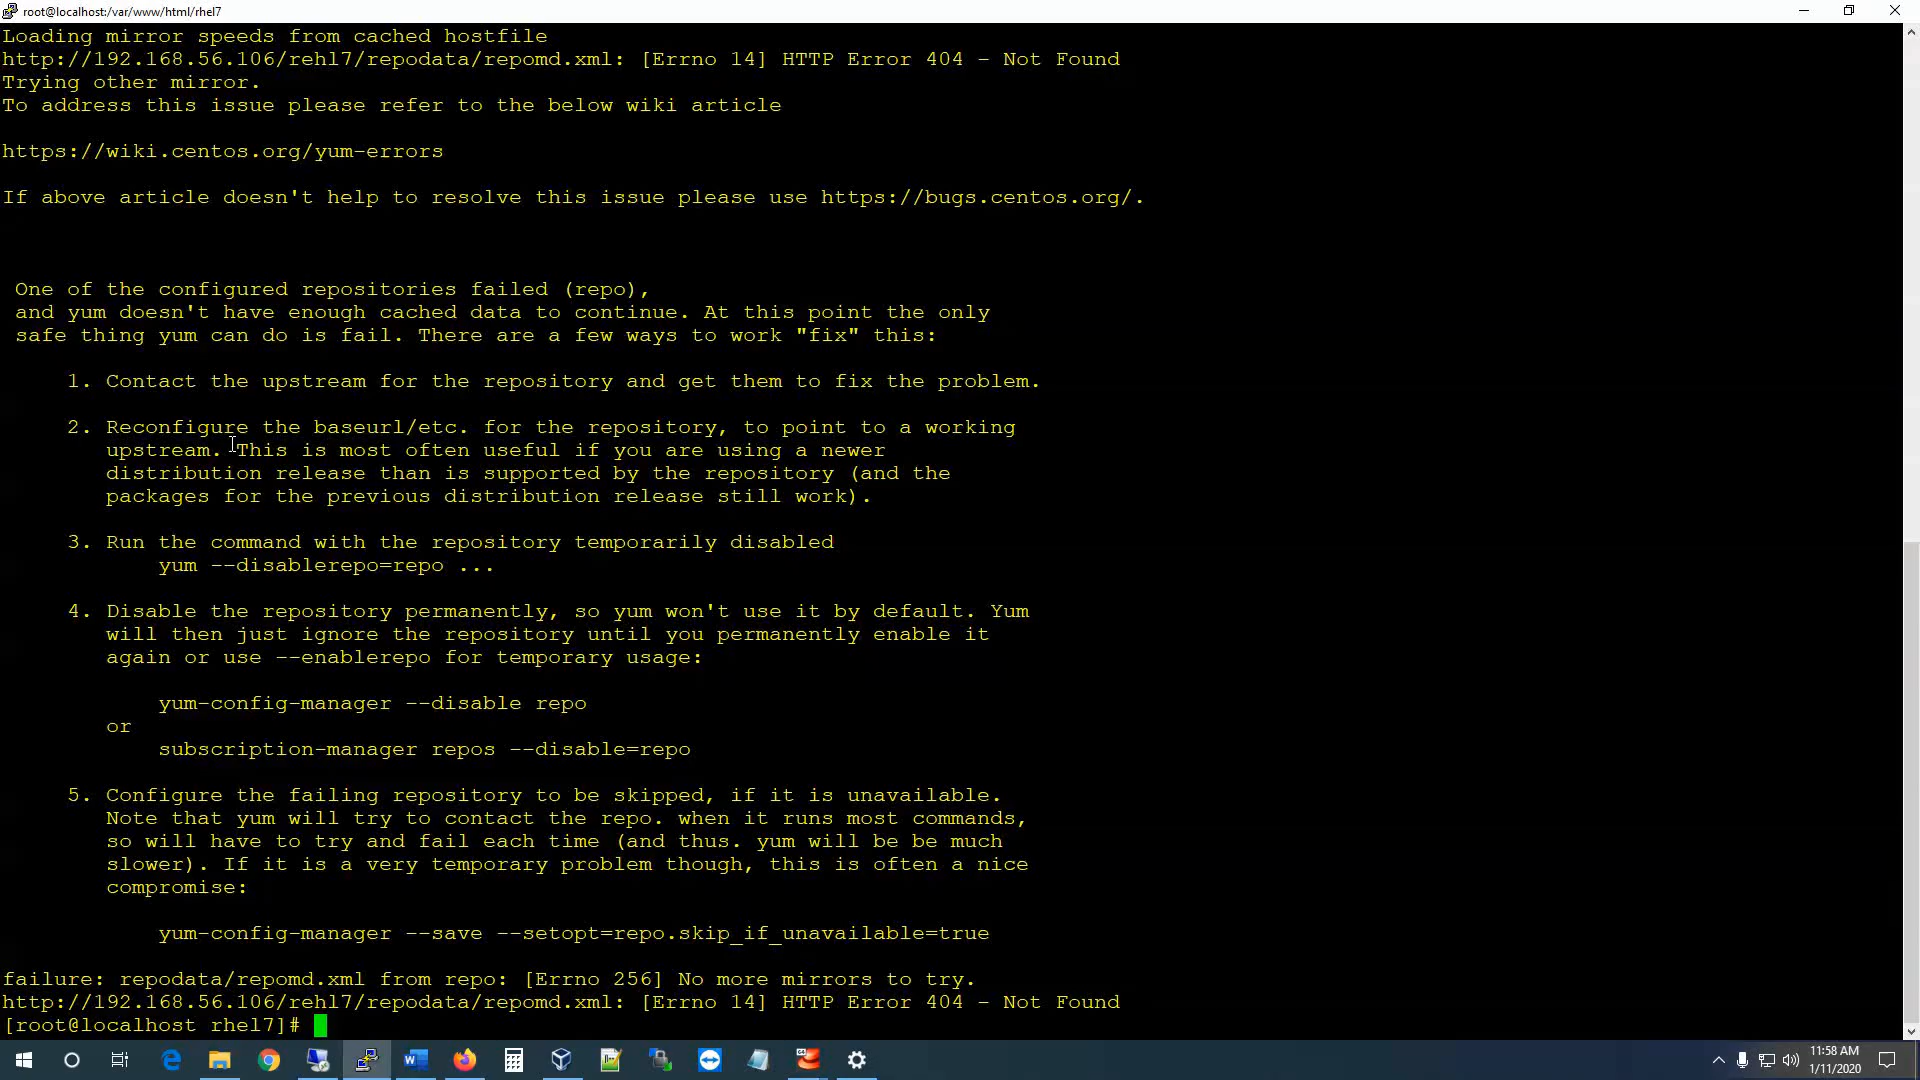 root@localhost:/var/www/html/rhel7
Loading mirror speeds from cached hostfile
http://192.168.56.106/rehl7/repodata/repomd.xml: [Errno 14] HTTP Error 404 - Not Found
Trying other mirror.
To address this issue please refer to the below wiki article
https://wiki.centos.org/yum-errors
If above article doesn't help to resolve this issue please use https://bugs.centos.org/.
One of the configured repositories failed (repo),
and yum doesn't have enough cached data to continue. At this point the only
safe thing yum can do is fail. There are a few ways to work "fix" this:
1. Contact the upstream for the repository and get them to fix the problem.
2. Reconfigure the baseurl/etc. for the repository, to point to a working
upstream. This is most often useful if you are using a newer
distribution release than is supported by the repository (and the
packages for the previous distribution release still work).
3. Run the command with the repository temporarily disabled
yum --disablerepo=repo ...
4. Disable the repository permanently, so yum won't use it by default. Yum
will then just ignore the repository until you permanently enable it
again or use --enablerepo for temporary usage:
yum-config-manager --disable repo
or
subscription-manager repos --disable=repo
5. Configure the failing repository to be skipped, if it is unavailable.
Note that yum will try to contact the repo. when it runs most commands,
so will have to try and fail each time (and thus. yum will be be much
slower). If it is a very temporary problem though, this is often a nice
compromise:
yum-config-manager --save --setopt=repo.skip_if_unavailable=true
failure: repodata/repomd.xml from repo: [Errno 256] No more mirrors to try.
http://192.168.56.106/rehl7/repodata/repomd.xml: [Errno 14] HTTP Error 404 - Not Found
[root@localhost rhel7]#
11:58 AM
1/11/2020